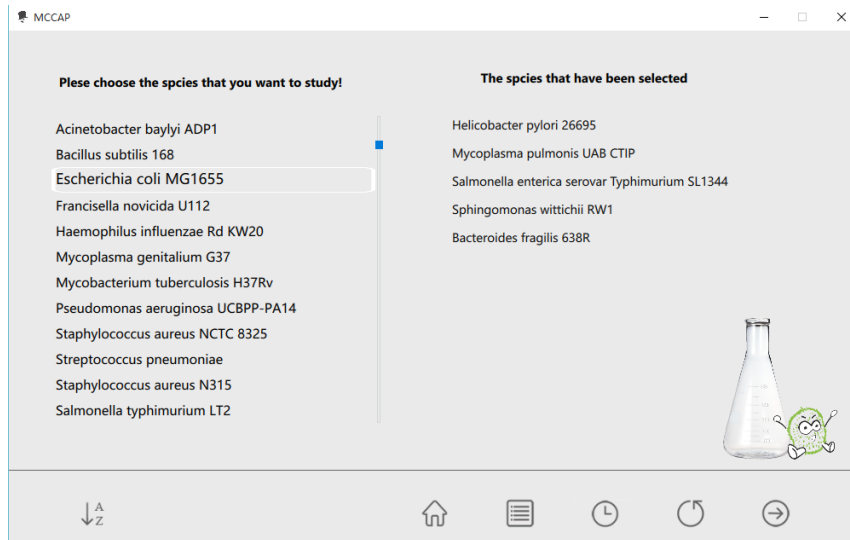 MCCAP
Plese choose the spcies that you want to study!
Acinetobacter baylyi ADP1
Bacillus subtilis 168
Escherichia coli MG1655
Francisella novicida U112
Haemophilus influenzae Rd KW20
Mycoplasma genitalium G37
Mycobacterium tuberculosis H37Rv
Pseudomonas aeruginosa UCBPP-PA14
Staphylococcus aureus NCTC 8325
Streptococcus pneumoniae
Staphylococcus aureus N315
Salmonella typhimurium LT2
The spcies that have been selected
Helicobacter pylori 26695
Mycoplasma pulmonis UAB CTIP
Salmonella enterica serovar Typhimurium SL1344
Sphingomonas wittichii RW1
Bacteroides fragilis 638R
A
Z